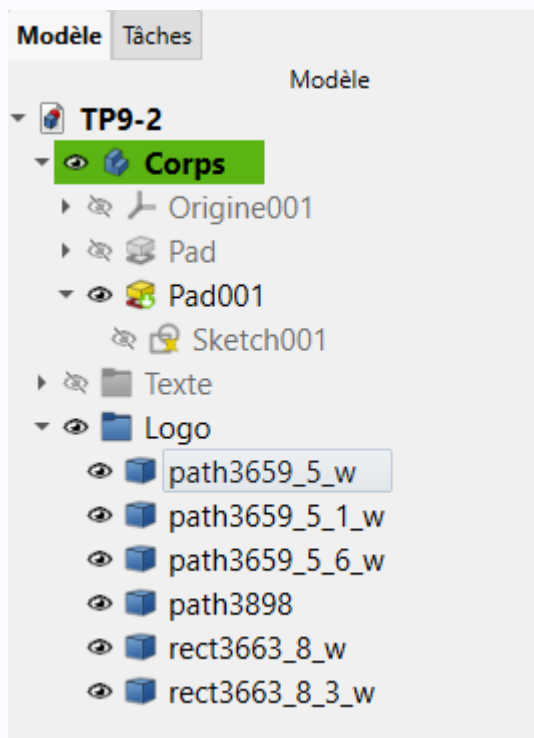 Modèle Tâches
Modèle
TP9-2
Corps
Origine001
Pad
Pad001
Sketch001
Texte
Logo
path3659_5_w
path3659_5_1_w
path3659_5_6_w
path3898
rect3663_8_w
rect3663_8_3_w